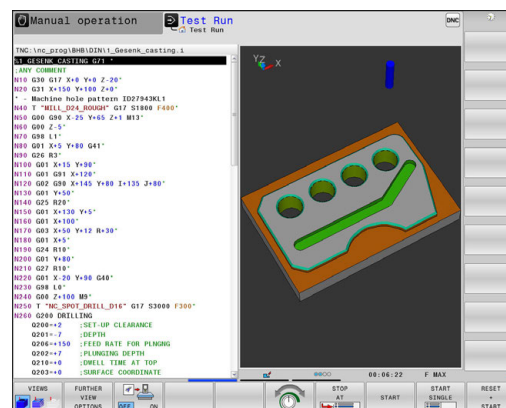 Manual operation
Test Run
Test Run
DNC
TNC:\nc_prog\BHB\DIN\1_Gesenk_casting.i
%1_GESENK_CASTING G71 *
;ANY COMMENT
N10 G30 G17 X+0 Y+0 Z-20*
N20 G31 X+150 Y+100 Z+0*
* - Machine hole pattern ID27943KL1
N40 T "MILL_D24_ROUGH" G17 S1800 F400*
N50 G00 G90 X-25 Y+65 Z+1 M13*
N60 G00 Z-5*
N70 G98 L1*
N80 G01 X+5 Y+80 G41*
N90 G26 R3*
N100 G01 X+15 Y+90*
N110 G01 G91 X+120*
N120 G02 G90 X+145 Y+80 I+135 J+80*
N130 G01 Y+50*
N140 G25 R20*
N150 G01 X+130 Y+5*
N160 G01 X+100*
N170 G03 X+50 Y+12 R+30*
N180 G01 X+5*
N190 G24 R10*
N200 G01 Y+80*
N210 G27 R10*
N220 G01 X-20 Y+90 G40*
N230 G98 L0*
N240 G00 Z+100 M9*
N250 T "NC_SPOT_DRILL_D16" G17 S3000 F300*
N260 G200 DRILLING
Q200=+2 ;SET-UP CLEARANCE
Q201=-7 ;DEPTH
Q206=+150 ;FEED RATE FOR PLNGNG
Q202=+7 ;PLUNGING DEPTH
Q210=+0 ;DWELL TIME AT TOP
Q203=+0 ;SURFACE COORDINATE
YZ X
00:06:22 F MAX
VIEWS
FURTHER VIEW OPTIONS
OFF ON
STOP AT
START
START SINGLE
RESET + START